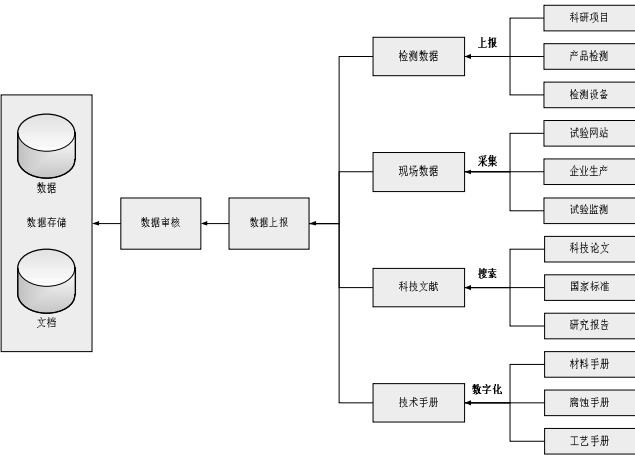 科研项目
上报
检测数据
产品检测
检测设备
试验网站
采集
现场数据
企业生产
试验监测
数据
数据存储
数据审核
数据上报
科技论文
搜索
科技文献
国家标准
文档
研究报告
材料手册
数字化
技术手册
腐蚀手册
工艺手册